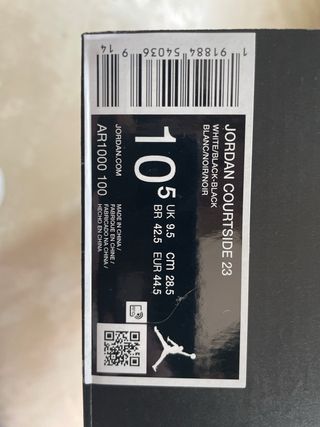 JORDAN COURTSIDE 23
WHITE/BLACK-BLACK
BLANC/NOIR/NOIR
10.5
UK 9.5 cm 28.5
BR 42.5 EUR 44.5
JORDAN.COM
AR1000 100
MADE IN CHINA /
FABRIQUÉ EN CHINE /
FABRICADO NA CHINA /
HECHO EN CHINA
1 91884 54036 9 14